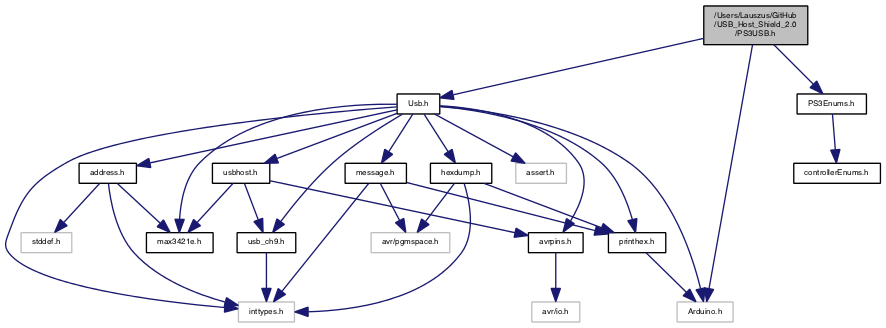 /Users/Lauszus/GitHub
/USB_Host_Shield_2.0
/PS3USB.h
Usb.h
PS3Enums.h
address.h
usbhost.h
message.h
hexdump.h
assert.h
controllerEnums.h
stddef.h
max3421e.h
usb_ch9.h
avr/pgmspace.h
avrpins.h
printhex.h
inttypes.h
avr/io.h
Arduino.h